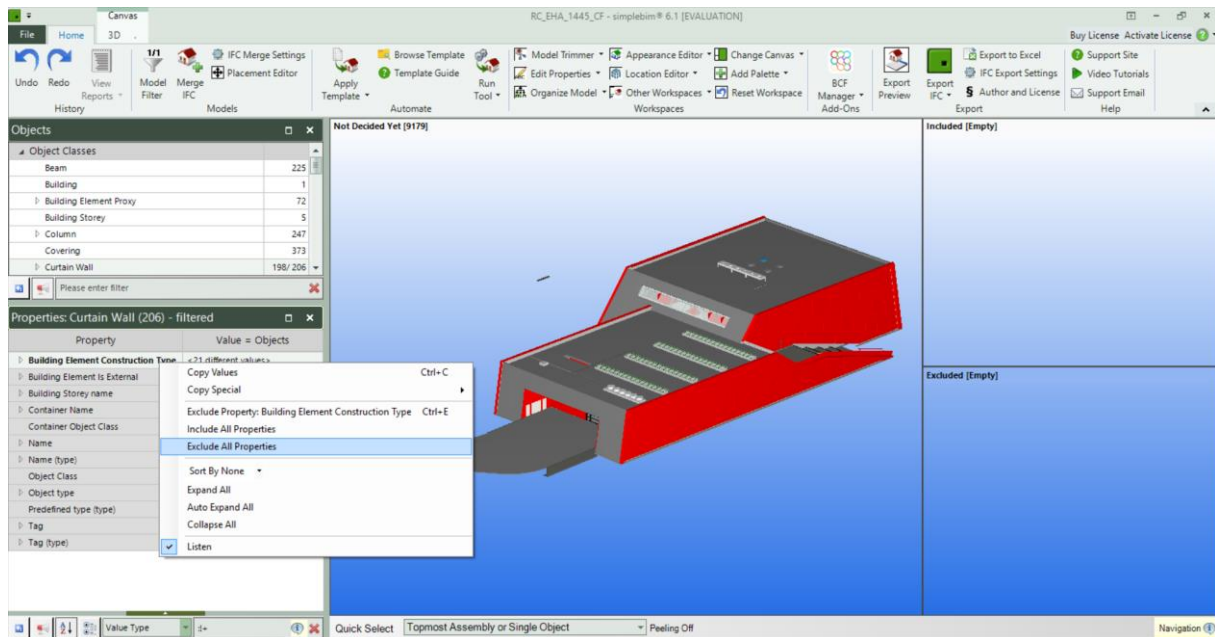 Canvas
RC_EHA_1445_CF - simplebim® 6.1 [EVALUATION]
File Home 3D
Buy License Activate License
Undo Redo View Reports
History
1/1
Model Filter
Merge IFC
IFC Merge Settings
Placement Editor
Models
Apply Template
Browse Template
Template Guide
Run Tool
Automate
Model Trimmer
Appearance Editor
Change Canvas
Edit Properties
Location Editor
Add Palette
Organize Model
Other Workspaces
Reset Workspace
Workspaces
BCF Manager
Add-Ons
Export Preview
Export IFC
Export to Excel
IFC Export Settings
§ Author and License
Export
Support Site
Video Tutorials
Support Email
Help
Objects
Object Classes
Beam 225
Building 1
Building Element Proxy 72
Building Storey 5
Column 247
Covering 373
Curtain Wall 198/ 206
Please enter filter
Properties: Curtain Wall (206) - filtered
Property Value = Objects
Building Element Construction Type <21 different values>
Building Element Is External
Building Storey name
Container Name
Container Object Class
Name
Name (type)
Object Class
Object type
Predefined type (type)
Tag
Tag (type)
Copy Values Ctrl+C
Copy Special
Exclude Property: Building Element Construction Type Ctrl+E
Include All Properties
Exclude All Properties
Sort By None
Expand All
Auto Expand All
Collapse All
Listen
Value Type
Not Decided Yet [9179]
Included [Empty]
Excluded [Empty]
Quick Select Topmost Assembly or Single Object Peeling Off
Navigation